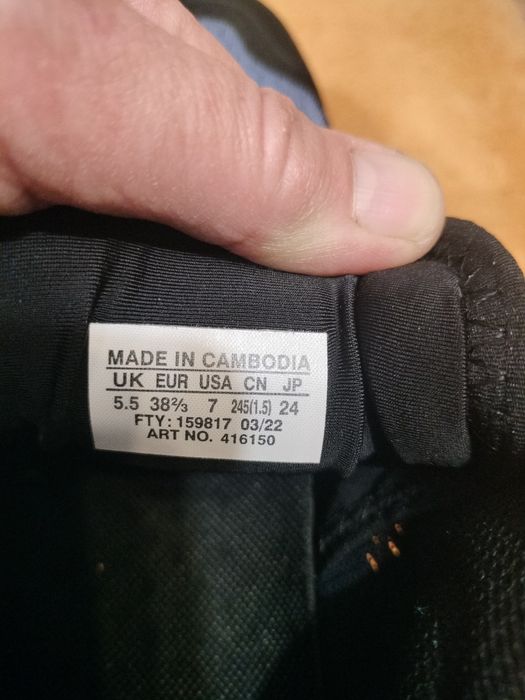 MADE IN CAMBODIA
UK EUR USA CN JP
5.5 38⅔ 7 245(1.5) 24
FTY: 159817 03/22
ART NO. 416150